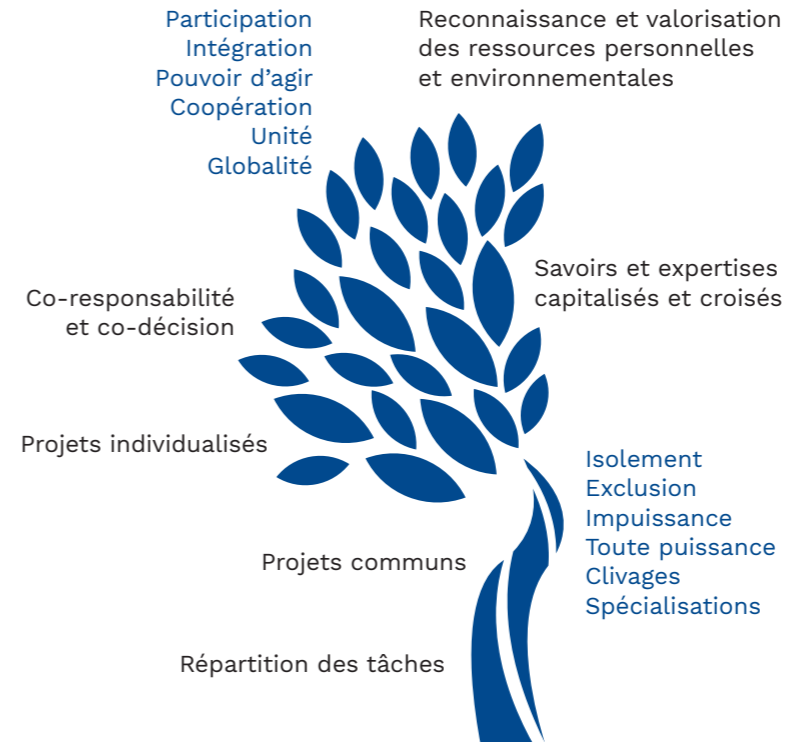 Participation
Intégration
Pouvoir d’agir
Coopération
Unité
Globalité
Reconnaissance et valorisation
des ressources personnelles
et environnementales
Savoirs et expertises
capitalisés et croisés
Co-responsabilité
et co-décision
Projets individualisés
Isolement
Exclusion
Impuissance
Toute puissance
Clivages
Spécialisations
Projets communs
Répartition des tâches